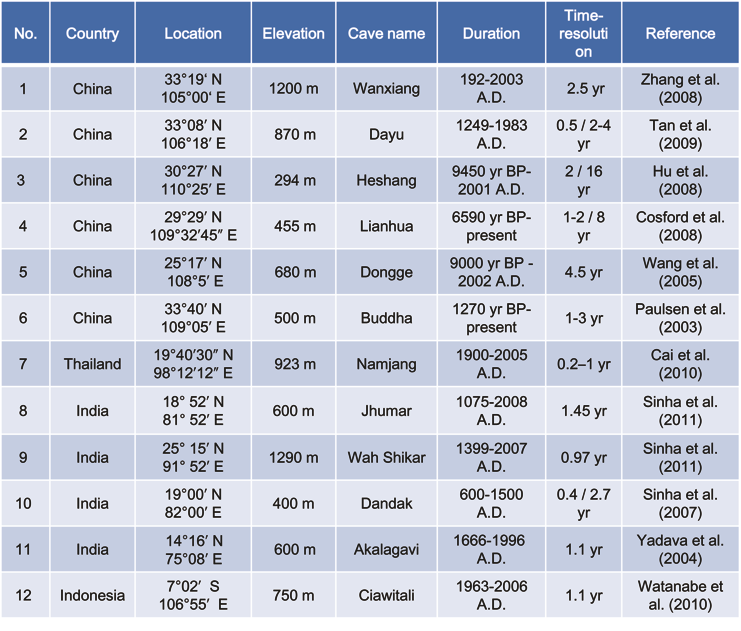 No. Country Location Elevation Cave name Duration Time-resoluti on Reference
1 China 33°19‘ N 105°00‘ E 1200 m Wanxiang 192-2003 A.D. 2.5 yr Zhang et al. (2008)
2 China 33°08′ N 106°18′ E 870 m Dayu 1249-1983 A.D. 0.5 / 2-4 yr Tan et al. (2009)
3 China 30°27′ N 110°25′ E 294 m Heshang 9450 yr BP-2001 A.D. 2 / 16 yr Hu et al. (2008)
4 China 29°29′ N 109°32′45″ E 455 m Lianhua 6590 yr BP-present 1-2 / 8 yr Cosford et al. (2008)
5 China 25°17′ N 108°5′ E 680 m Dongge 9000 yr BP - 2002 A.D. 4.5 yr Wang et al. (2005)
6 China 33°40′ N 109°05′ E 500 m Buddha 1270 yr BP-present 1-3 yr Paulsen et al. (2003)
7 Thailand 19°40′30″ N 98°12′12″ E 923 m Namjang 1900-2005 A.D. 0.2–1 yr Cai et al. (2010)
8 India 18° 52′ N 81° 52′ E 600 m Jhumar 1075-2008 A.D. 1.45 yr Sinha et al. (2011)
9 India 25° 15′ N 91° 52′ E 1290 m Wah Shikar 1399-2007 A.D. 0.97 yr Sinha et al. (2011)
10 India 19°00′ N 82°00′ E 400 m Dandak 600-1500 A.D. 0.4 / 2.7 yr Sinha et al. (2007)
11 India 14°16′ N 75°08′ E 600 m Akalagavi 1666-1996 A.D. 1.1 yr Yadava et al. (2004)
12 Indonesia 7°02′ S 106°55′ E 750 m Ciawitali 1963-2006 A.D. 1.1 yr Watanabe et al. (2010)